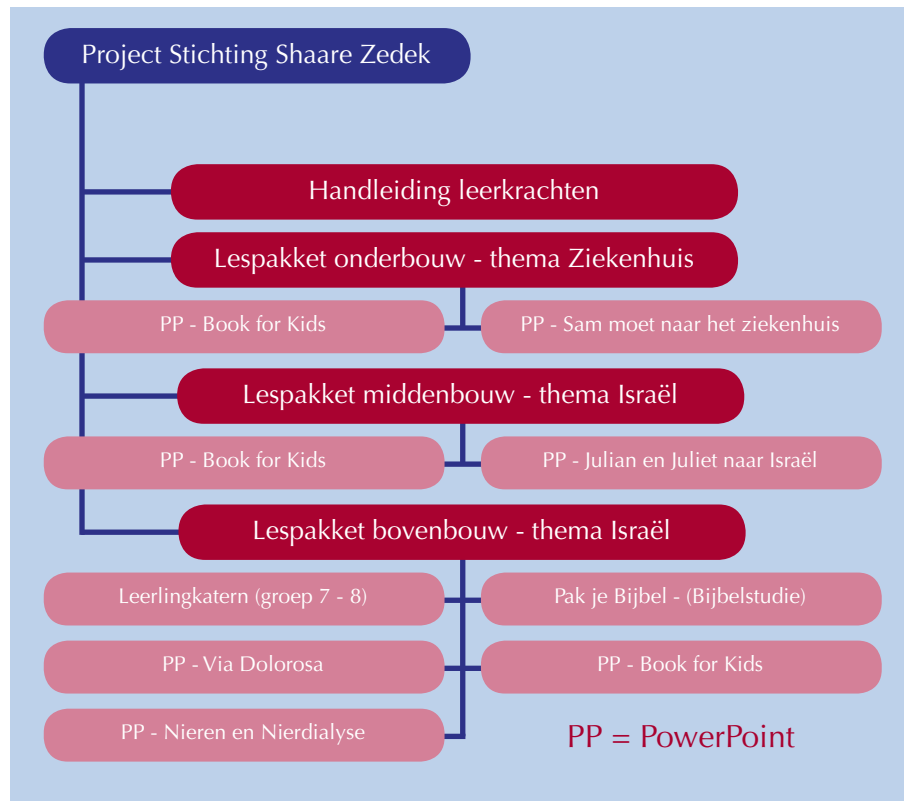 Project Stichting Shaare Zedek
Handleiding leerkrachten
Lespakket onderbouw - thema Ziekenhuis
PP - Book for Kids
PP - Sam moet naar het ziekenhuis
Lespakket middenbouw - thema Israël
PP - Book for Kids
PP - Julian en Juliet naar Israël
Lespakket bovenbouw - thema Israël
Leerlingkatern (groep 7 - 8)
Pak je Bijbel - (Bijbelstudie)
PP - Via Dolorosa
PP - Book for Kids
PP - Nieren en Nierdialyse
PP = PowerPoint